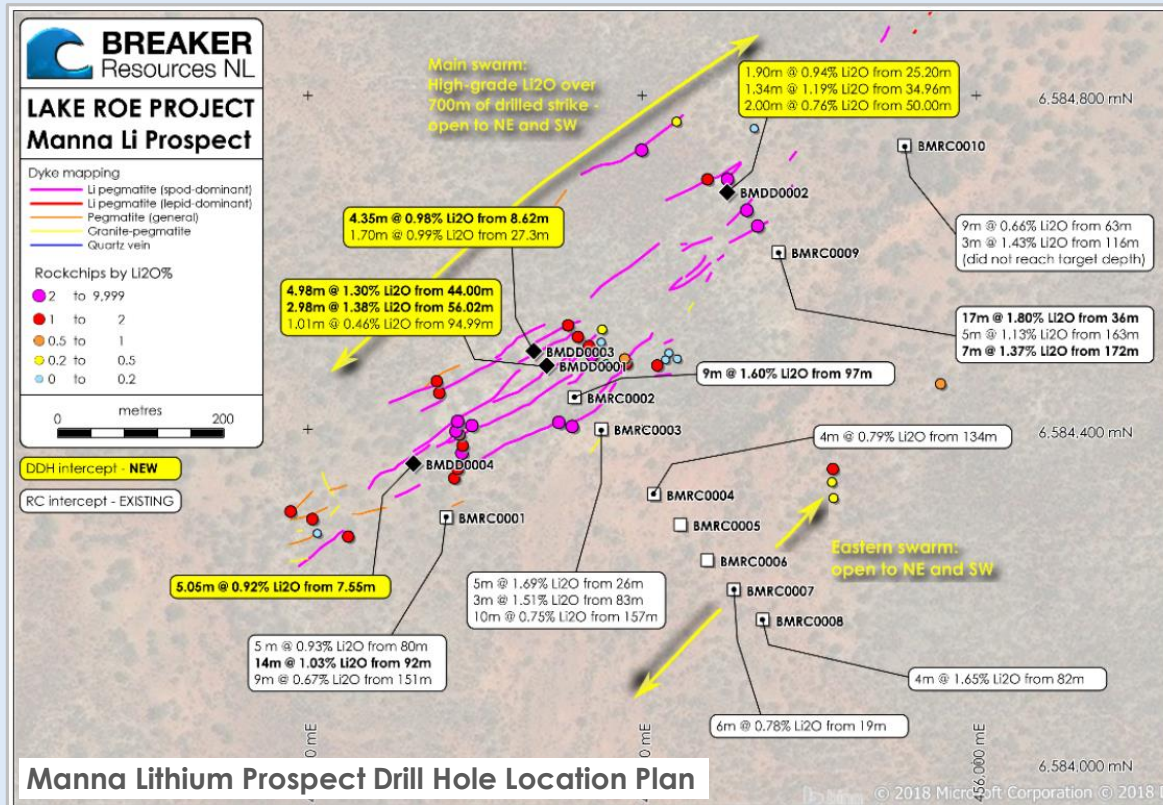 BREAKER
Resources NL
LAKE ROE PROJECT
Manna Li Prospect
Dyke mapping
Li pegmatite (spod-dominant)
Li pegmatite (lepid-dominant)
Pegmatite (general)
Granite-pegmatite
Quartz vein
Rockchips by Li2O%
2 to 9,999
1 to 2
0.5 to 1
0.2 to 0.5
0 to 0.2
metres
0 200
DDH intercept - NEW
RC intercept - EXISTING
Main swarm:
High-grade Li2O over
700m of drilled strike -
open to NE and SW
1.90m @ 0.94% Li2O from 25.20m
1.34m @ 1.19% Li2O from 34.96m
2.00m @ 0.76% Li2O from 50.00m
6,584,800 mN
BMRC0010
BMDD0002
4.35m @ 0.98% Li2O from 8.62m
1.70m @ 0.99% Li2O from 27.3m
9m @ 0.66% Li2O from 63m
3m @ 1.43% Li2O from 116m
(did not reach target depth)
BMRC0009
4.98m @ 1.30% Li2O from 44.00m
2.98m @ 1.38% Li2O from 56.02m
1.01m @ 0.46% Li2O from 94.99m
17m @ 1.80% Li2O from 36m
5m @ 1.13% Li2O from 163m
7m @ 1.37% Li2O from 172m
BMDD0003
BMDD0001
9m @ 1.60% Li2O from 97m
BMRC0002
BMRC0003
6,584,400 mN
4m @ 0.79% Li2O from 134m
BMDD0004
BMRC0004
BMRC0001
BMRC0005
Eastern swarm:
open to NE and SW
BMRC0006
5.05m @ 0.92% Li2O from 7.55m
5m @ 1.69% Li2O from 26m
3m @ 1.51% Li2O from 83m
10m @ 0.75% Li2O from 157m
BMRC0007
BMRC0008
5 m @ 0.93% Li2O from 80m
14m @ 1.03% Li2O from 92m
9m @ 0.67% Li2O from 151m
4m @ 1.65% Li2O from 82m
6m @ 0.78% Li2O from 19m
mE
mE
456,000 mE
6,584,000 mN
Manna Lithium Prospect Drill Hole Location Plan
© 2018 Microsoft Corporation © 2018